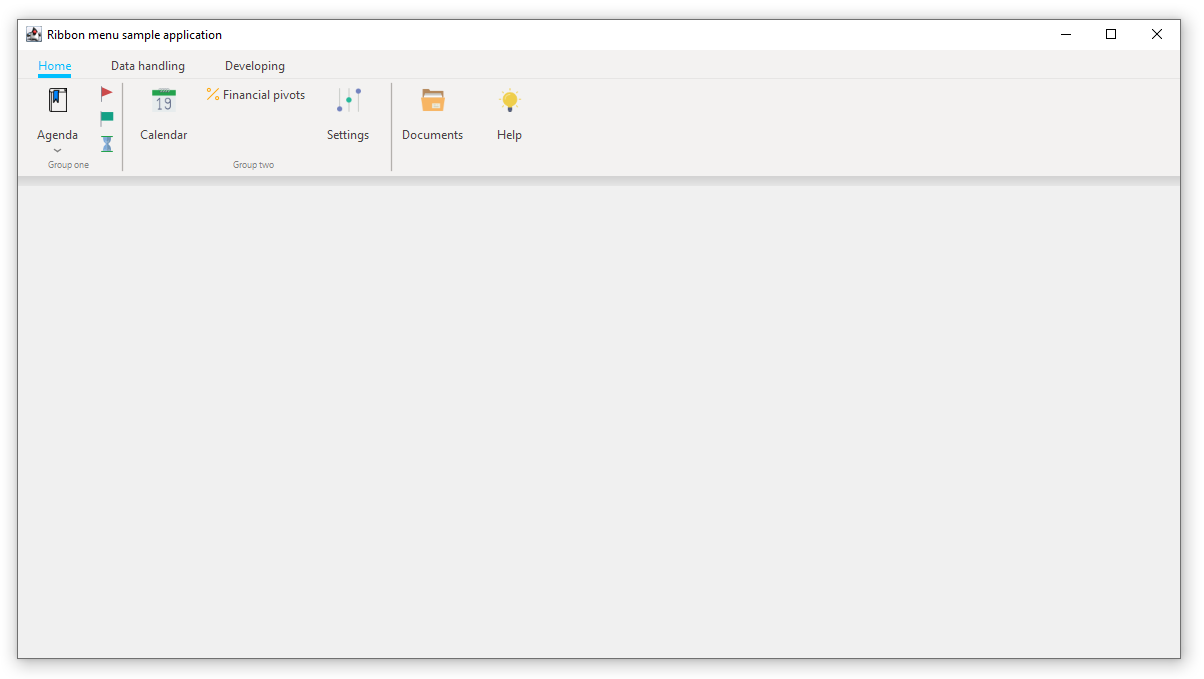 Ribbon menu sample application
Home Data handling Developing
Agenda
Group one
19
Calendar
Financial pivots
Settings
Group two
Documents
Help